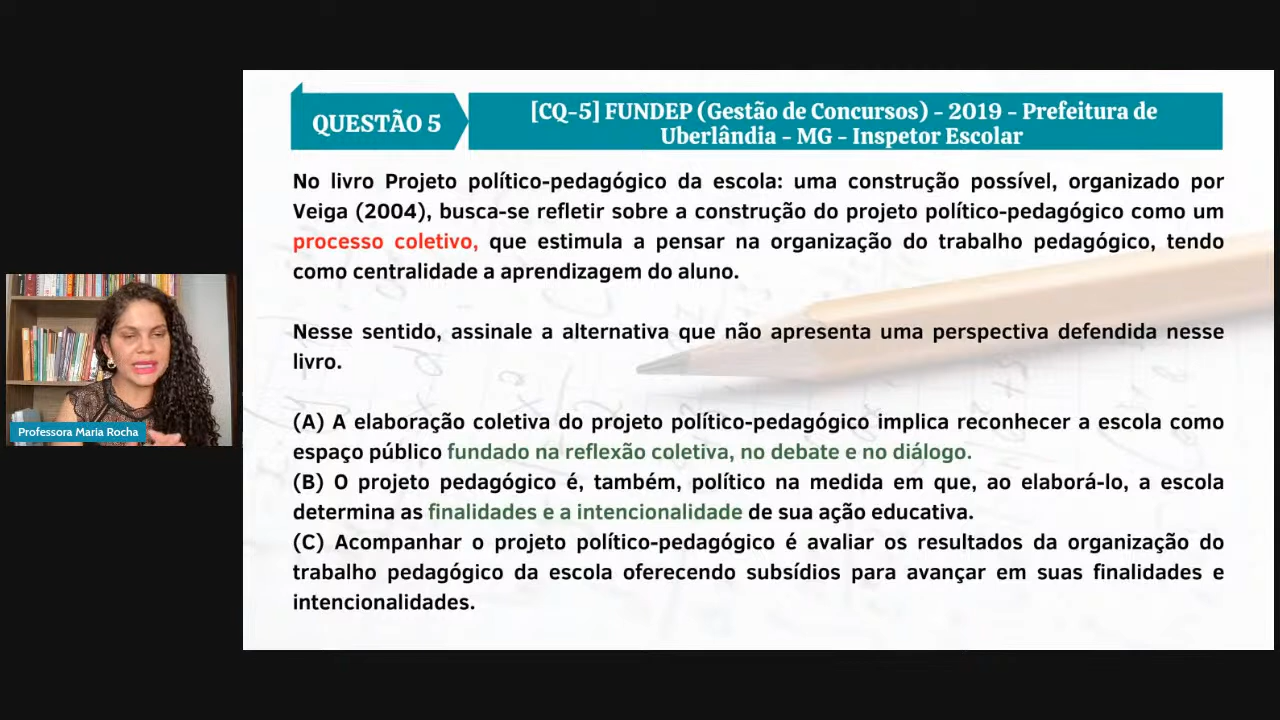 QUESTÃO 5
[CQ-5] FUNDEP (Gestão de Concursos) - 2019 - Prefeitura de
Uberlândia - MG - Inspetor Escolar
No livro Projeto político-pedagógico da escola: uma construção possível, organizado por
Veiga (2004), busca-se refletir sobre a construção do projeto político-pedagógico como um
processo coletivo, que estimula a pensar na organização do trabalho pedagógico, tendo
como centralidade a aprendizagem do aluno.
Nesse sentido, assinale a alternativa que não apresenta uma perspectiva defendida nesse
livro.
(A) A elaboração coletiva do projeto político-pedagógico implica reconhecer a escola como
espaço público fundado na reflexão coletiva, no debate e no diálogo.
(B) O projeto pedagógico é, também, político na medida em que, ao elaborá-lo, a escola
determina as finalidades e a intencionalidade de sua ação educativa.
(C) Acompanhar o projeto político-pedagógico é avaliar os resultados da organização do
trabalho pedagógico da escola oferecendo subsídios para avançar em suas finalidades e
intencionalidades.
Professora Maria Rocha